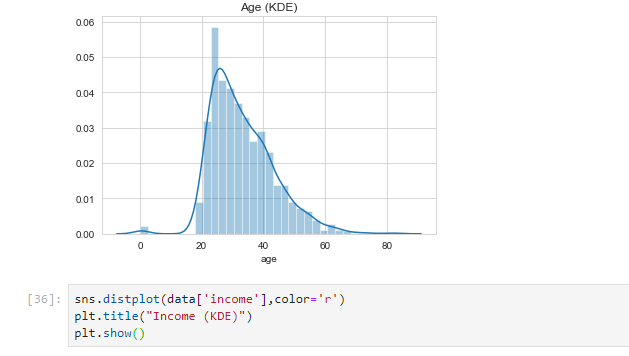 Age (KDE)
0.06
0.05
0.04
0.03
0.02
0.01
0.00
0 20 40 60 80
age
[36]: sns.distplot(data['income'],color='r')
plt.title("Income (KDE)")
plt.show()